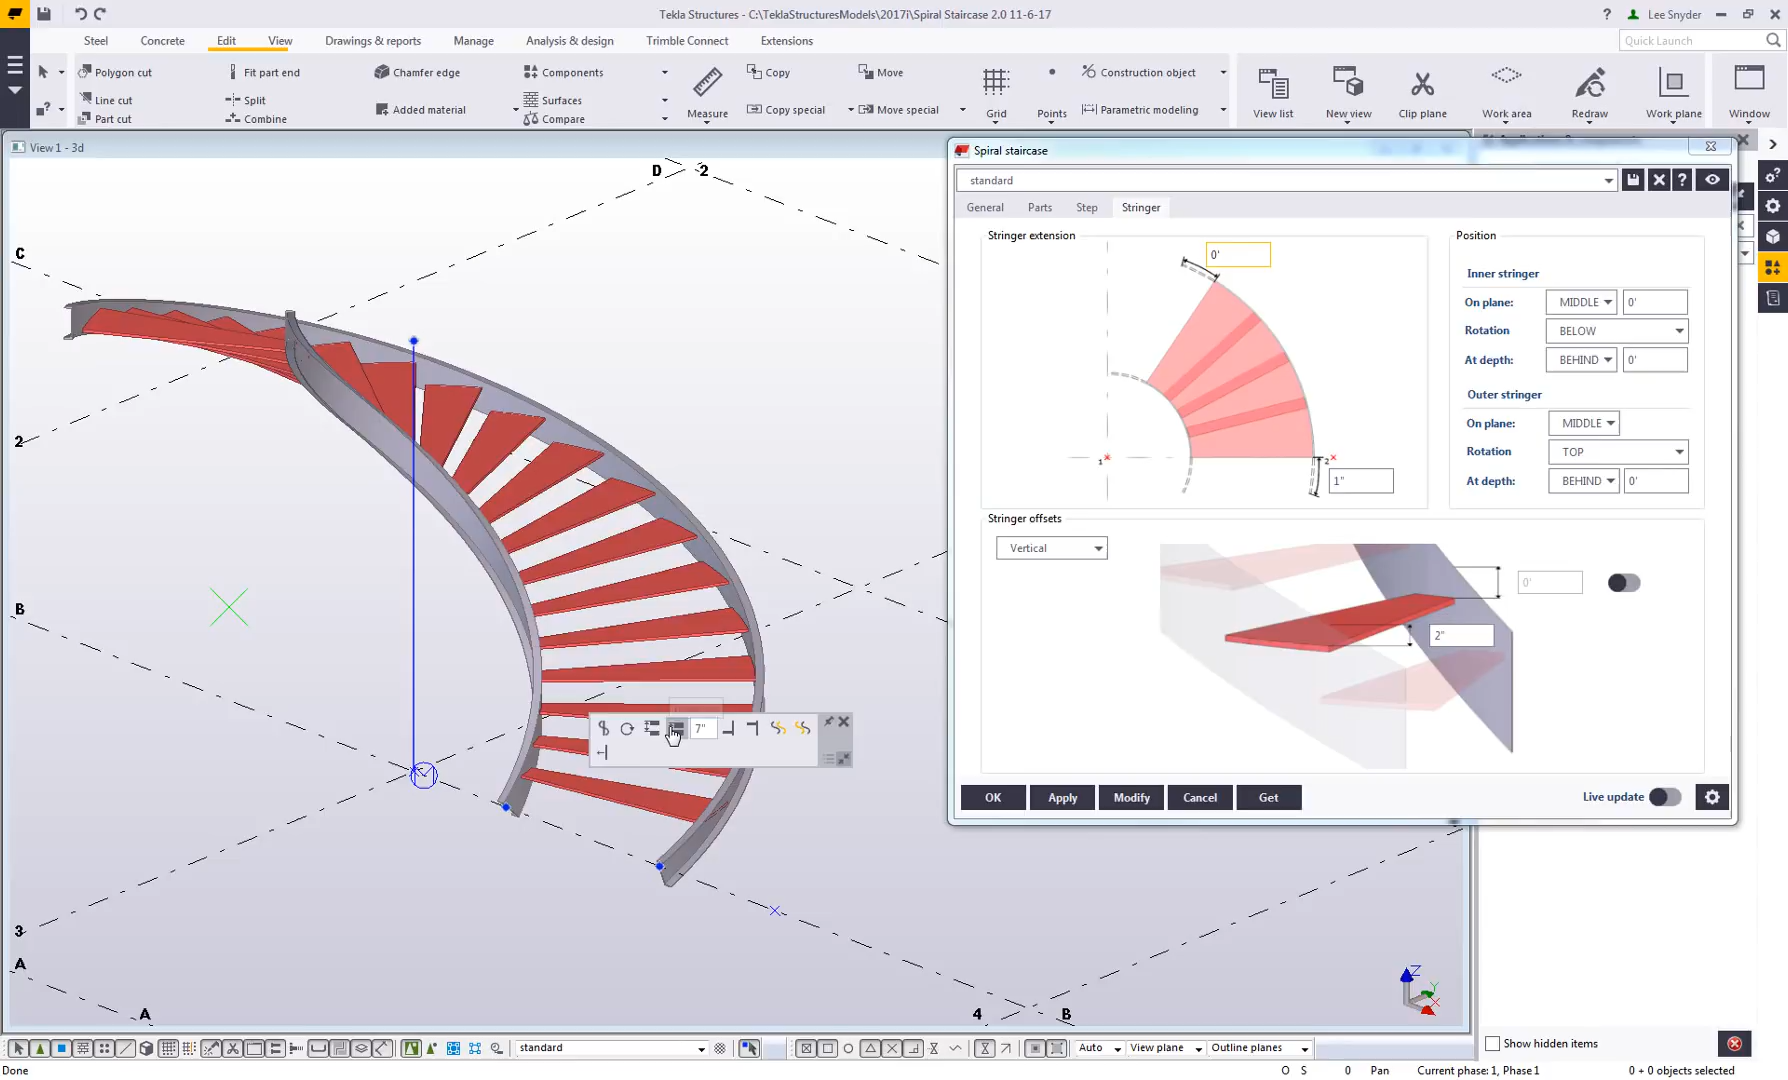 Tekla Structures - C:\TeklaStructuresModels\2017i\Spiral Staircase 2.0 11-6-17
? Lee Snyder
Steel Concrete Edit View Drawings & reports Manage Analysis & design Trimble Connect Extensions
Quick Launch
Polygon cut
Line cut
Part cut
Fit part end
Split
Combine
Chamfer edge
Added material
Components
Surfaces
Compare
Measure
Copy
Copy special
Move
Move special
Grid
Points
Construction object
Parametric modeling
View list
New view
Clip plane
Work area
Redraw
Work plane
Window
View 1 - 3d
D 2
C
2
B
3
A
A
4 B
7"
Z
Y
X
Spiral staircase
standard
General Parts Step Stringer
Stringer extension
0'
1
2
1"
Position
Inner stringer
On plane: MIDDLE 0'
Rotation BELOW
At depth: BEHIND 0'
Outer stringer
On plane: MIDDLE
Rotation TOP
At depth: BEHIND 0'
Stringer offsets
Vertical
0'
2"
OK Apply Modify Cancel Get
Live update
Show hidden items
standard
Auto View plane Outline planes
Done
O S 0 Pan Current phase: 1, Phase 1 0 + 0 objects selected